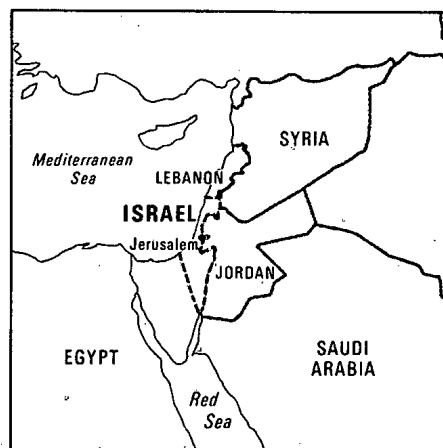 SYRIA
Mediterranean
Sea
LEBANON
ISRAEL
Jerusalem
JORDAN
EGYPT
SAUDI
ARABIA
Red
Sea